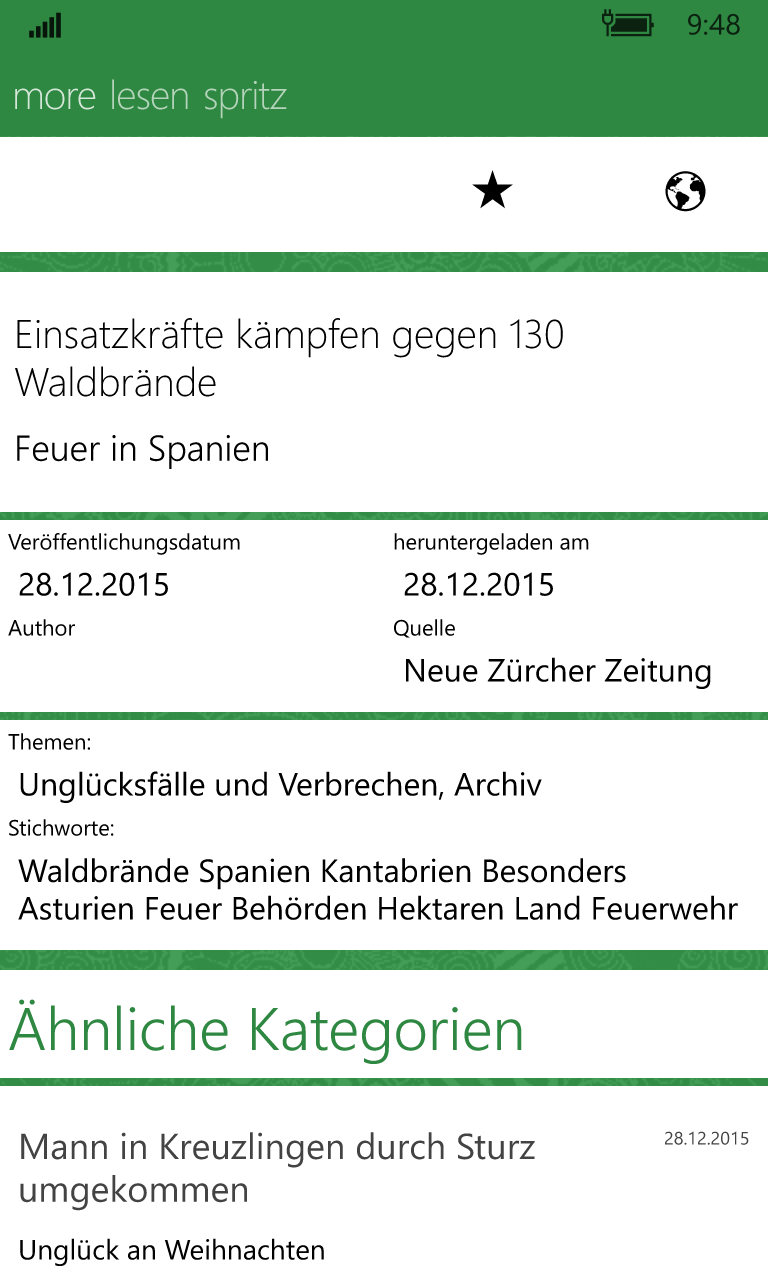 9:48
more lesen spritz
Einsatzkräfte kämpfen gegen 130
Waldbrände
Feuer in Spanien
Veröffentlichungsdatum heruntergeladen am
28.12.2015 28.12.2015
Author Quelle
Neue Zürcher Zeitung
Themen:
Unglücksfälle und Verbrechen, Archiv
Stichworte:
Waldbrände Spanien Kantabrien Besonders
Asturien Feuer Behörden Hektaren Land Feuerwehr
Ähnliche Kategorien
Mann in Kreuzlingen durch Sturz 28.12.2015
umgekommen
Unglück an Weihnachten